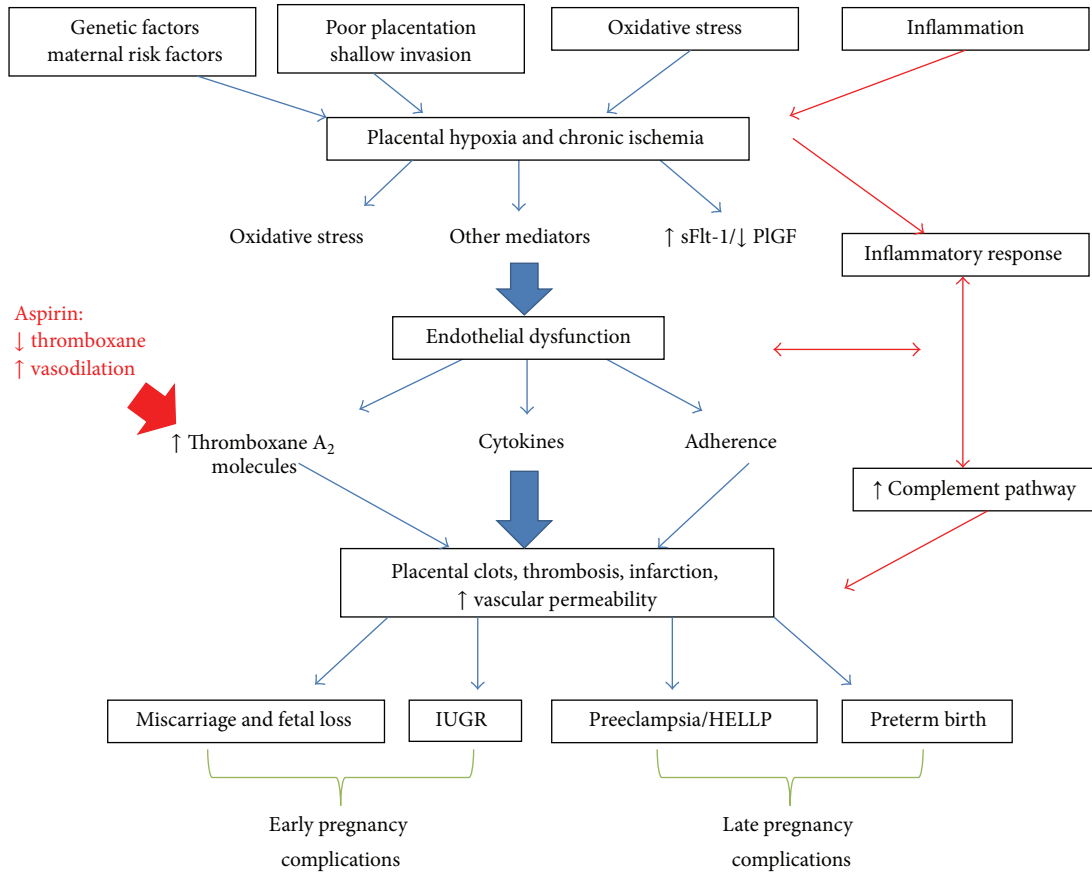 Genetic factors
maternal risk factors
Poor placentation
shallow invasion
Oxidative stress
Inflammation
Placental hypoxia and chronic ischemia
Oxidative stress
Other mediators
↑ sFlt-1/↓ PlGF
Inflammatory response
Aspirin:
↓ thromboxane
↑ vasodilation
Endothelial dysfunction
↑ Thromboxane A₂
molecules
Cytokines
Adherence
↑ Complement pathway
Placental clots, thrombosis, infarction,
↑ vascular permeability
Miscarriage and fetal loss
IUGR
Preeclampsia/HELLP
Preterm birth
Early pregnancy
complications
Late pregnancy
complications